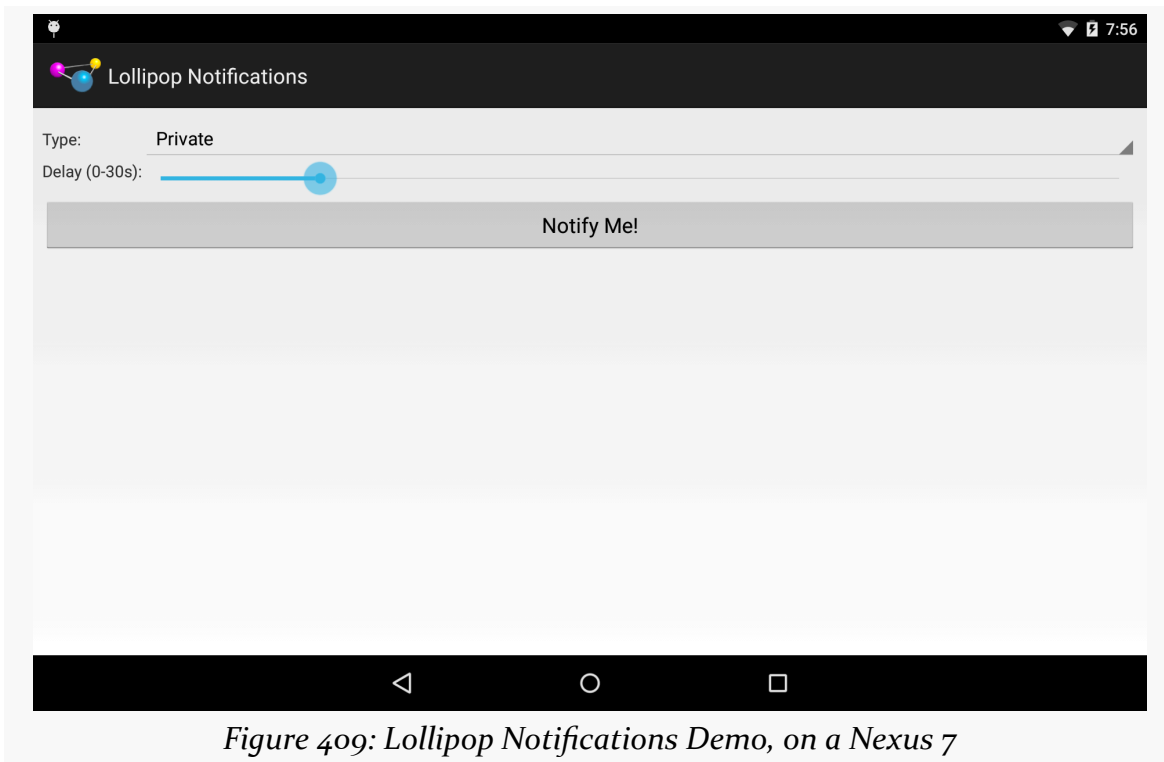 7:56
Lollipop Notifications
Type: Private
Delay (0-30s):
Notify Me!
Figure 409: Lollipop Notifications Demo, on a Nexus 7